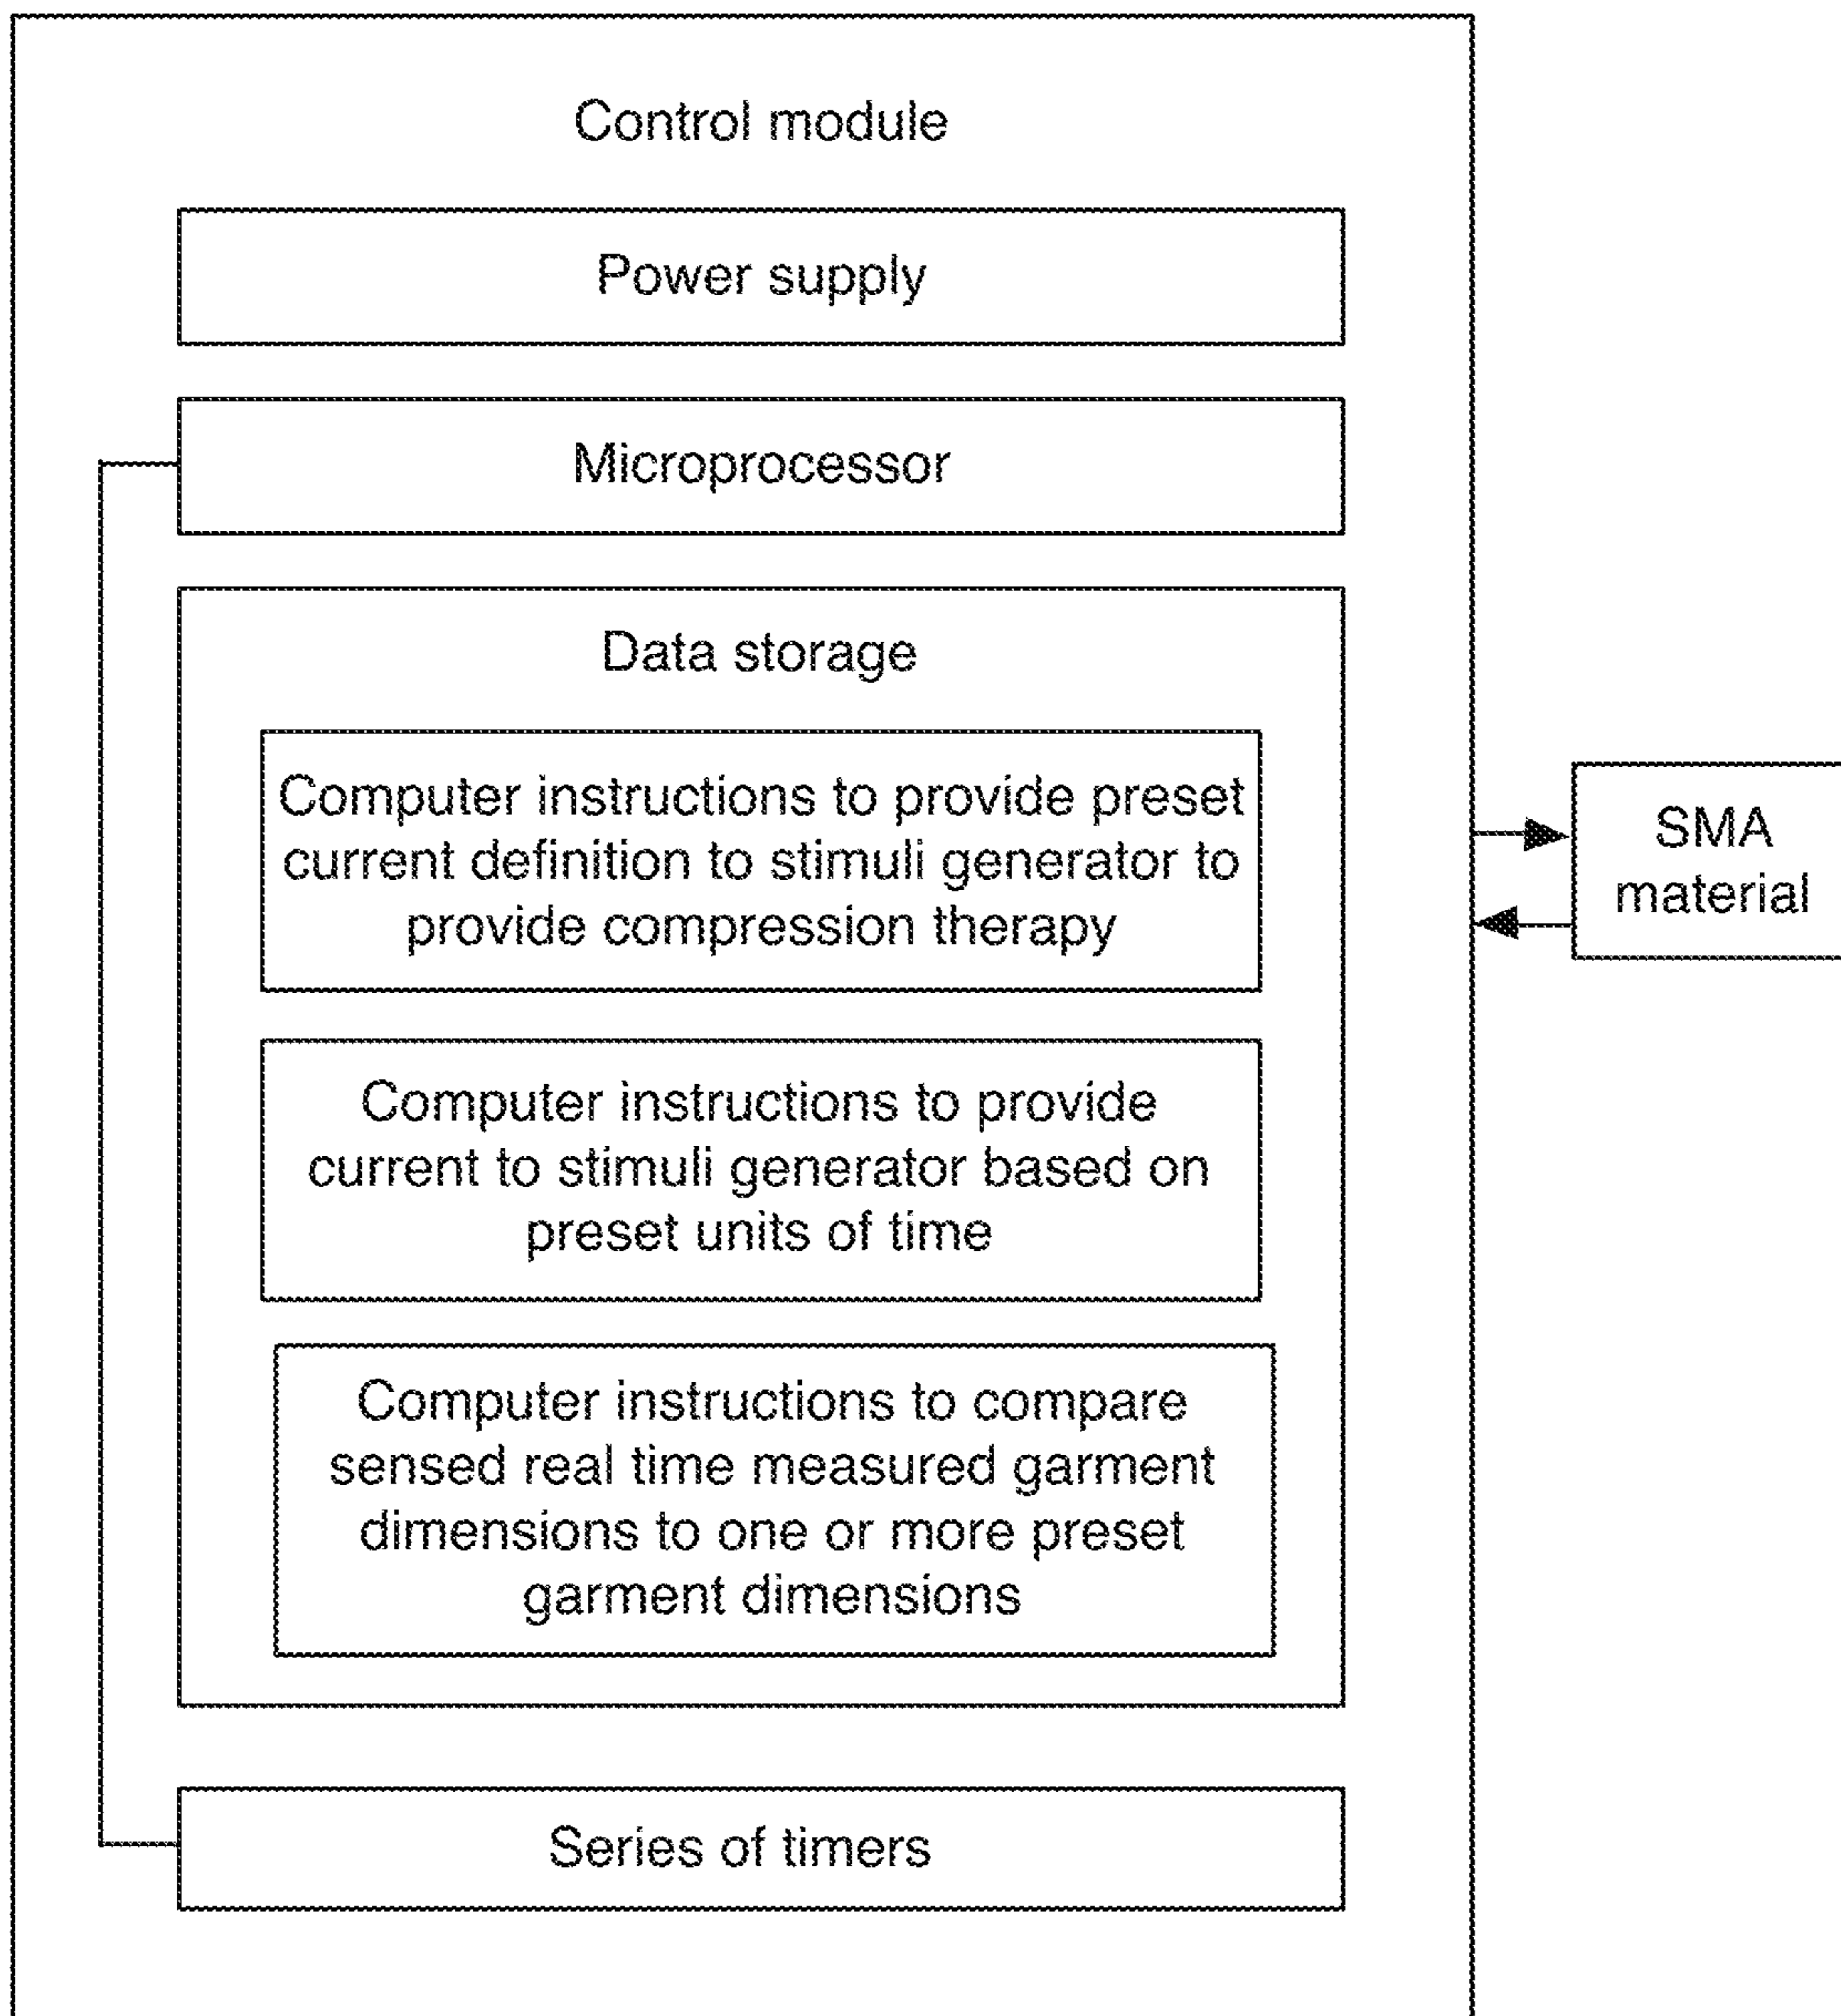 Control module
Power supply
Microprocessor
Data storage
Computer instructions to provide preset
current definition to stimuli generator to
provide compression therapy
Computer instructions to provide
current to stimuli generator based on
preset units of time
Computer instructions to compare
sensed real time measured garment
dimensions to one or more preset
garment dimensions
Series of timers
SMA
material